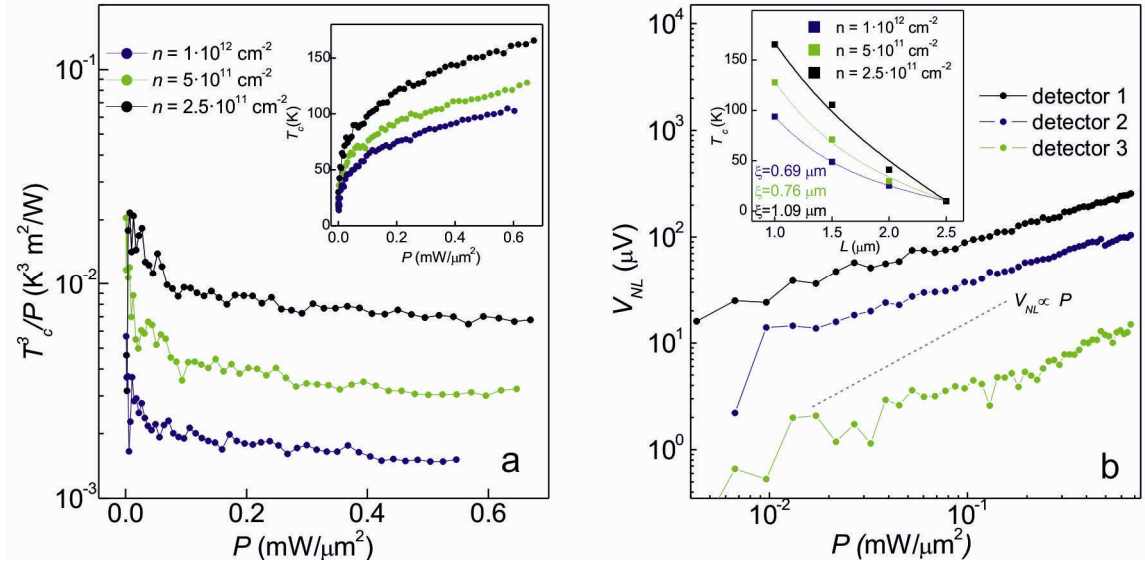 n = 1·10¹² cm⁻²
n = 5·10¹¹ cm⁻²
n = 2.5·10¹¹ cm⁻²
10⁻¹
10⁻²
10⁻³
T³c/P (K³ m²/W)
0.0 0.2 0.4 0.6
P (mW/μm²)
a
150
100
50
0
Tc(K)
0.0 0.2 0.4 0.6
P (mW/μm²)
10⁴
10³
10²
10¹
10⁰
VNL (μV)
10⁻² 10⁻¹
P (mW/μm²)
b
detector 1
detector 2
detector 3
VNL∝ P
n = 1·10¹² cm⁻²
n = 5·10¹¹ cm⁻²
n = 2.5·10¹¹ cm⁻²
150
100
50
0
Tc (K)
ξ=0.69 μm
ξ=0.76 μm
ξ=1.09 μm
1.0 1.5 2.0 2.5
L (μm)